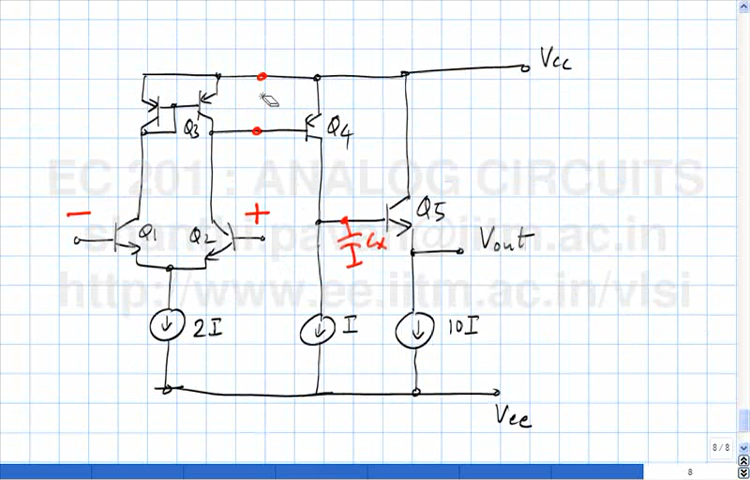 Vcc
Q3
Q4
EC 201 : ANALOG CIRCUITS
Q5
− +
Q1 Q2
Cx
Vout
http://www.ee.iitm.ac.in/vlsi
2I I 10I
Vee
8/8
8